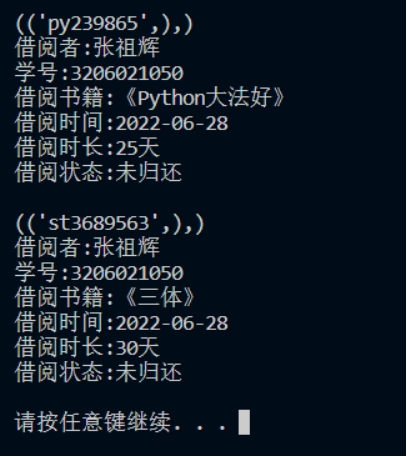 (('py239865',),)
借阅者:张祖辉
学号:3206021050
借阅书籍:《Python大法好》
借阅时间:2022-06-28
借阅时长:25天
借阅状态:未归还
(('st3689563',),)
借阅者:张祖辉
学号:3206021050
借阅书籍:《三体》
借阅时间:2022-06-28
借阅时长:30天
借阅状态:未归还
请按任意键继续. . .